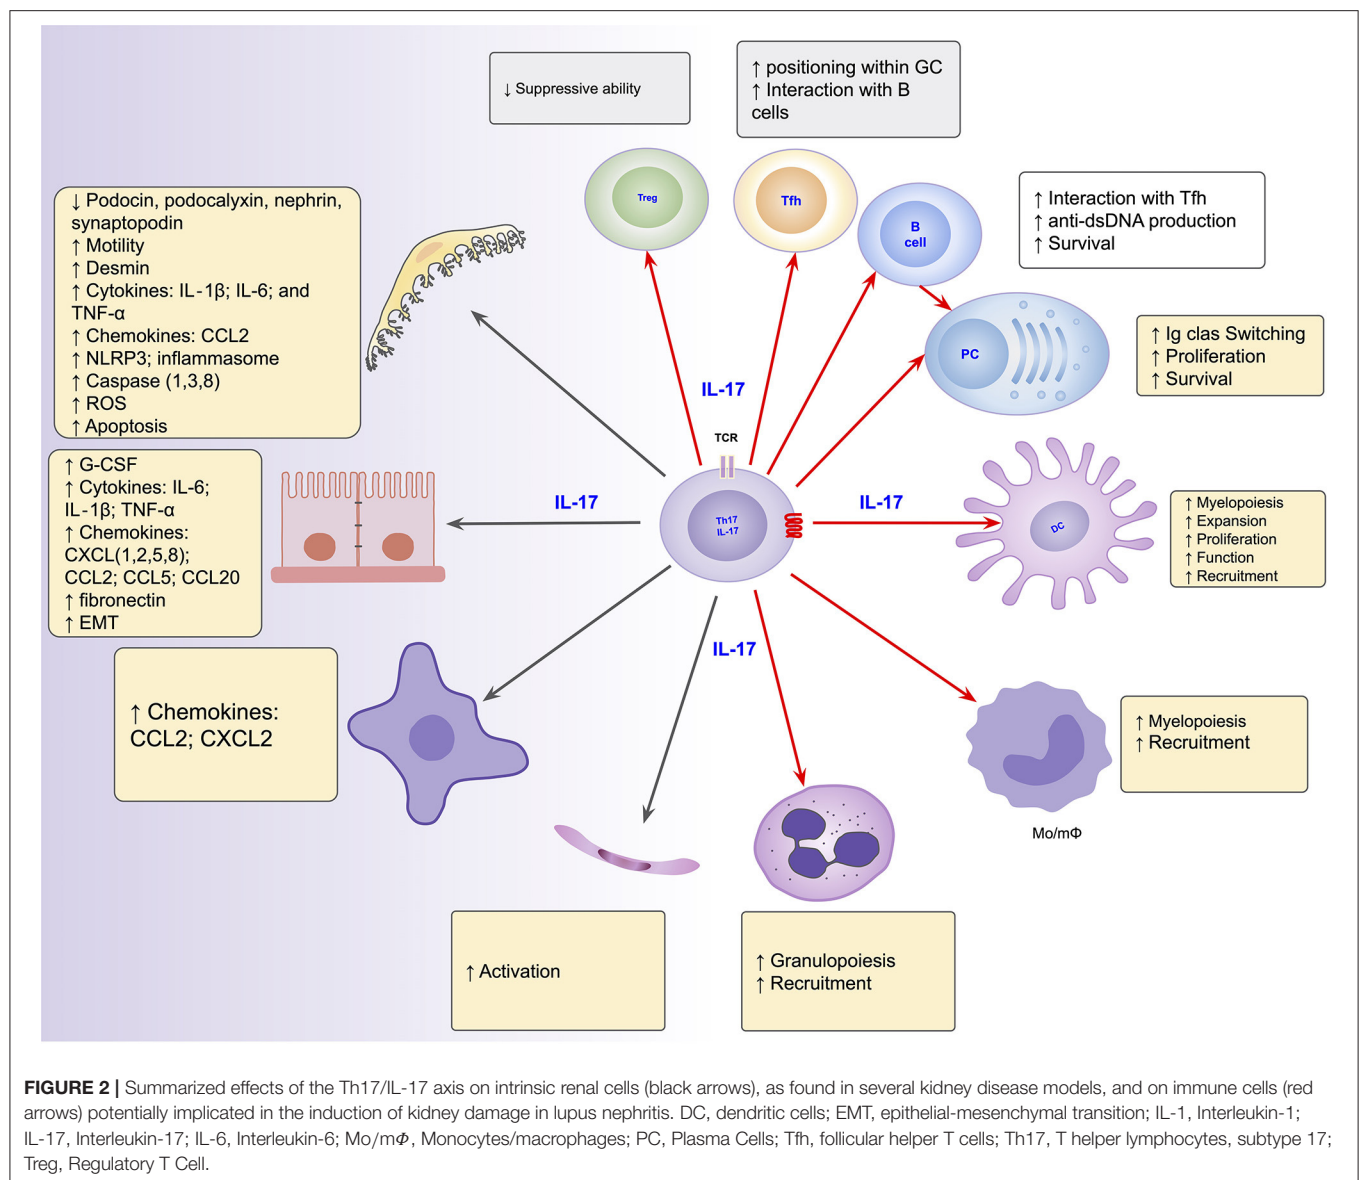 ↓ Suppressive ability
↑ positioning within GC
↑ Interaction with B
cells
Treg
Tfh
B
cell
↑ Interaction with Tfh
↑ anti-dsDNA production
↑ Survival
PC
↑ Ig clas Switching
↑ Proliferation
↑ Survival
↓ Podocin, podocalyxin, nephrin,
synaptopodin
↑ Motility
↑ Desmin
↑ Cytokines: IL-1β; IL-6; and
TNF-α
↑ Chemokines: CCL2
↑ NLRP3; inflammasome
↑ Caspase (1,3,8)
↑ ROS
↑ Apoptosis
IL-17
TCR
Th17
IL-17
IL-17
IL-17
↑ G-CSF
↑ Cytokines: IL-6;
IL-1β; TNF-α
↑ Chemokines:
CXCL(1,2,5,8);
CCL2; CCL5; CCL20
↑ fibronectin
↑ EMT
DC
↑ Myelopoiesis
↑ Expansion
↑ Proliferation
↑ Function
↑ Recruitment
IL-17
↑ Chemokines:
CCL2; CXCL2
↑ Myelopoiesis
↑ Recruitment
Mo/mΦ
↑ Activation
↑ Granulopoiesis
↑ Recruitment
FIGURE 2 | Summarized effects of the Th17/IL-17 axis on intrinsic renal cells (black arrows), as found in several kidney disease models, and on immune cells (red
arrows) potentially implicated in the induction of kidney damage in lupus nephritis. DC, dendritic cells; EMT, epithelial-mesenchymal transition; IL-1, Interleukin-1;
IL-17, Interleukin-17; IL-6, Interleukin-6; Mo/mΦ, Monocytes/macrophages; PC, Plasma Cells; Tfh, follicular helper T cells; Th17, T helper lymphocytes, subtype 17;
Treg, Regulatory T Cell.